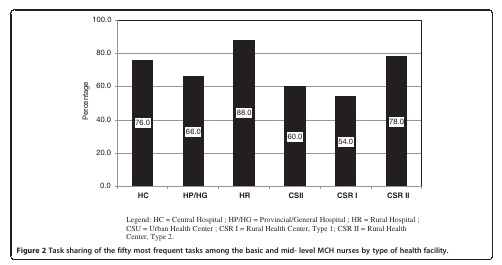 100.0
80.0
60.0
40.0
20.0
0.0
Percentage
76.0
66.0
88.0
60.0
54.0
78.0
HC HP/HG HR CSII CSR I CSR II
Legend: HC = Central Hospital ; HP/HG = Provincial/General Hospital ; HR = Rural Hospital ;
CSU = Urban Health Center ; CSR I = Rural Health Center, Type 1; CSR II = Rural Health
Center, Type 2.
Figure 2 Task sharing of the fifty most frequent tasks among the basic and mid- level MCH nurses by type of health facility.